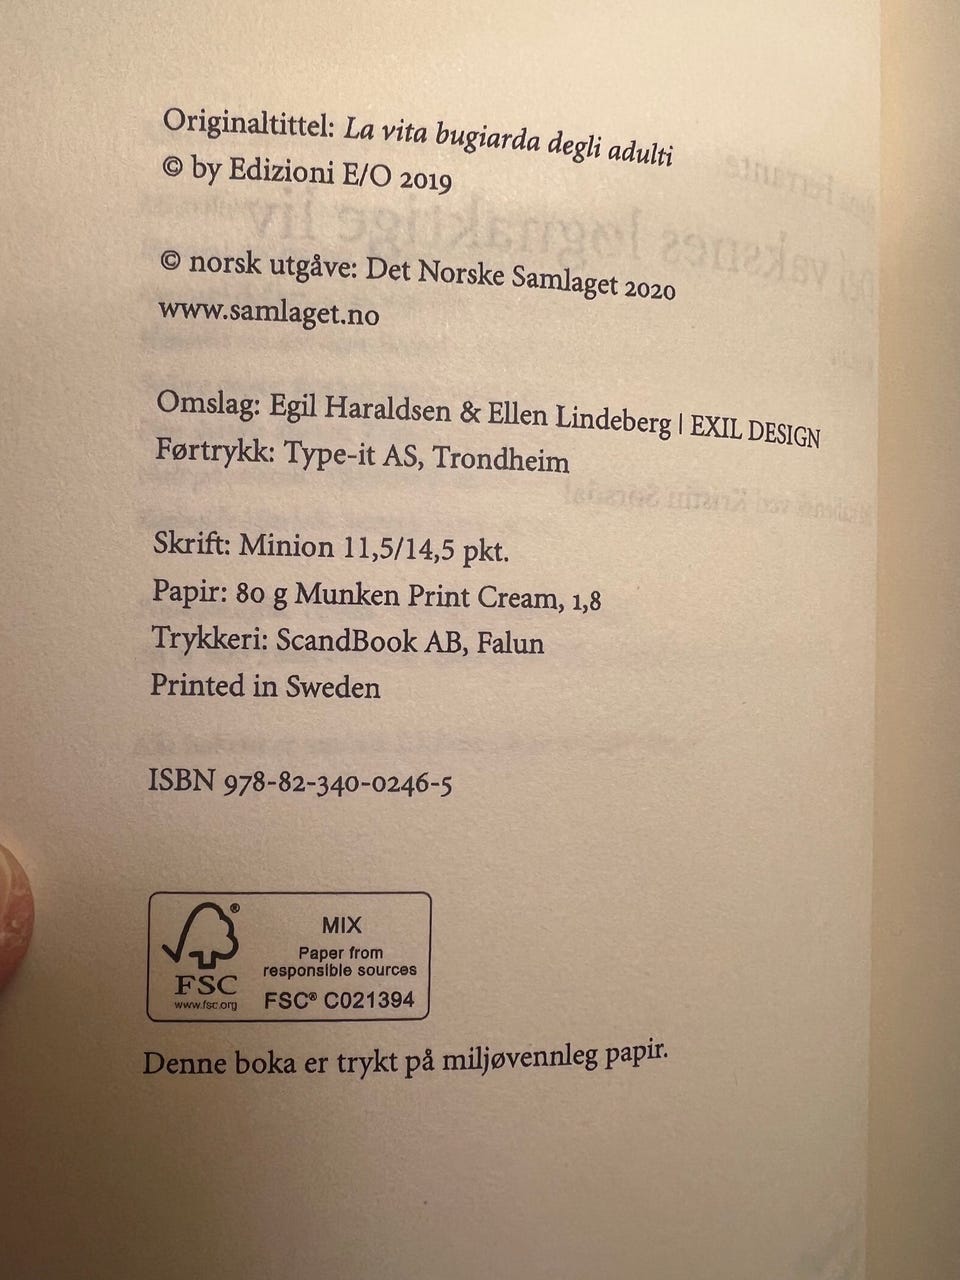 Originaltittel: La vita bugiarda degli adulti
© by Edizioni E/O 2019
© norsk utgåve: Det Norske Samlaget 2020
www.samlaget.no
Omslag: Egil Haraldsen & Ellen Lindeberg | EXIL DESIGN
Førtrykk: Type-it AS, Trondheim
Skrift: Minion 11,5/14,5 pkt.
Papir: 80 g Munken Print Cream, 1,8
Trykkeri: ScandBook AB, Falun
Printed in Sweden
ISBN 978-82-340-0246-5
FSC®
www.fsc.org
MIX
Paper from
responsible sources
FSC® C021394
Denne boka er trykt på miljøvennleg papir.